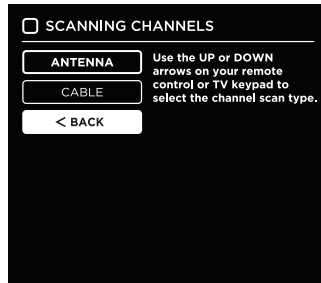 SCANNING CHANNELS
ANTENNA
CABLE
< BACK
Use the UP or DOWN
arrows on your remote
control or TV keypad to
select the channel scan type.